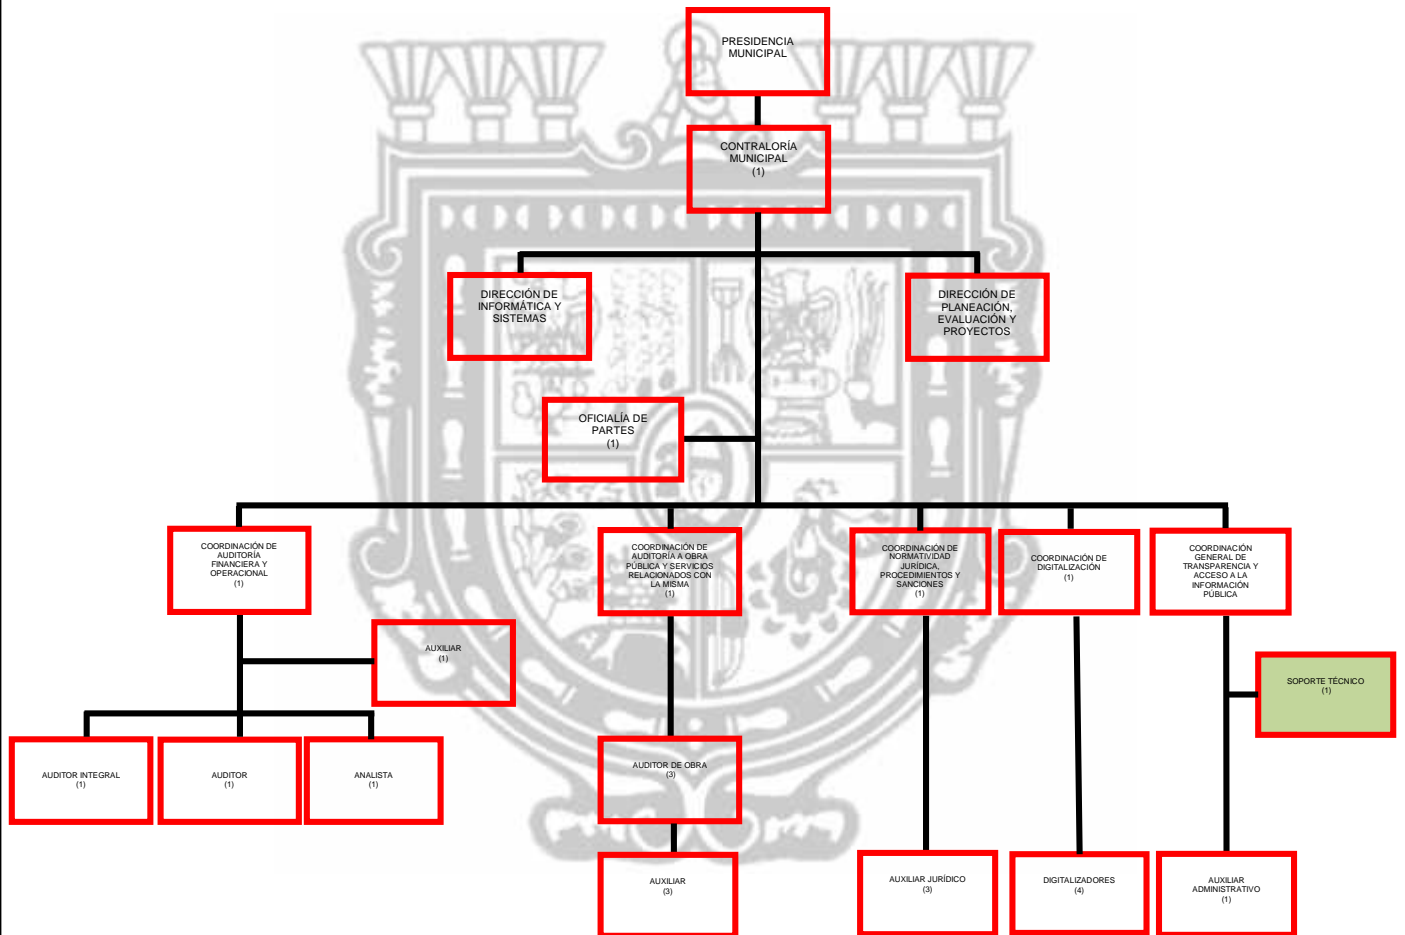 PRESIDENCIA
MUNICIPAL
CONTRALORÍA
MUNICIPAL
(1)
DIRECCIÓN DE
INFORMÁTICA Y
SISTEMAS
DIRECCIÓN DE
PLANEACIÓN,
EVALUACIÓN Y
PROYECTOS
OFICIALÍA DE
PARTES
(1)
COORDINACIÓN DE
AUDITORÍA
FINANCIERA Y
OPERACIONAL
(1)
COORDINACIÓN DE
AUDITORÍA A OBRA
PÚBLICA Y SERVICIOS
RELACIONADOS CON
LA MISMA
(1)
COORDINACIÓN DE
NORMATIVIDAD
JURÍDICA,
PROCEDIMIENTOS Y
SANCIONES
(1)
COORDINACIÓN DE
DIGITALIZACIÓN
(1)
COORDINACIÓN
GENERAL DE
TRANSPARENCIA Y
ACCESO A LA
INFORMACIÓN
PÚBLICA
AUXILIAR
(1)
SOPORTE TÉCNICO
(1)
AUDITOR INTEGRAL
(1)
AUDITOR
(1)
ANALISTA
(1)
AUDITOR DE OBRA
(3)
AUXILIAR
(3)
AUXILIAR JURÍDICO
(3)
DIGITALIZADORES
(4)
AUXILIAR
ADMINISTRATIVO
(1)